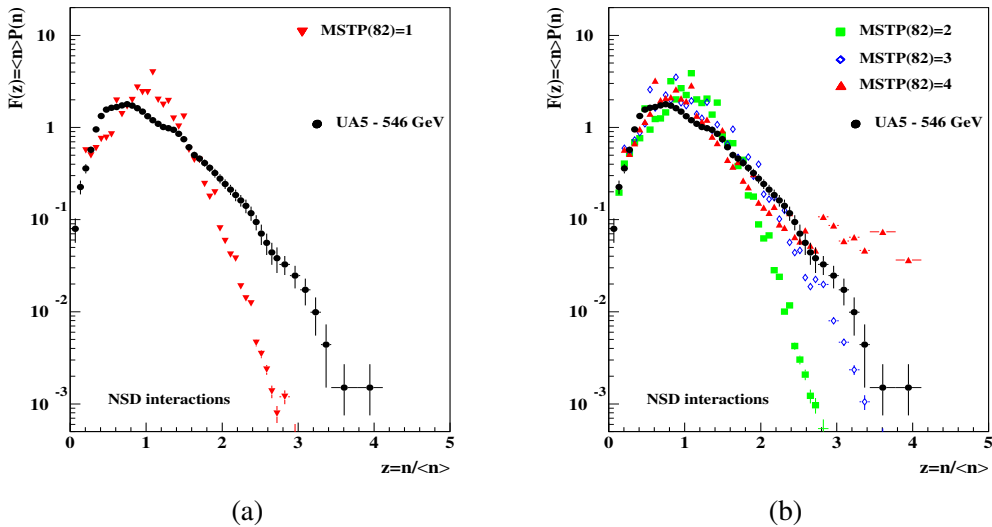 F(z)=<n>P(n)
10
1
10 -1
10 -2
10 -3
MSTP(82)=1
UA5 - 546 GeV
NSD interactions
0 1 2 3 4 5
z=n/<n>
(a)
F(z)=<n>P(n)
10
1
10 -1
10 -2
10 -3
MSTP(82)=2
MSTP(82)=3
MSTP(82)=4
UA5 - 546 GeV
NSD interactions
0 1 2 3 4 5
z=n/<n>
(b)